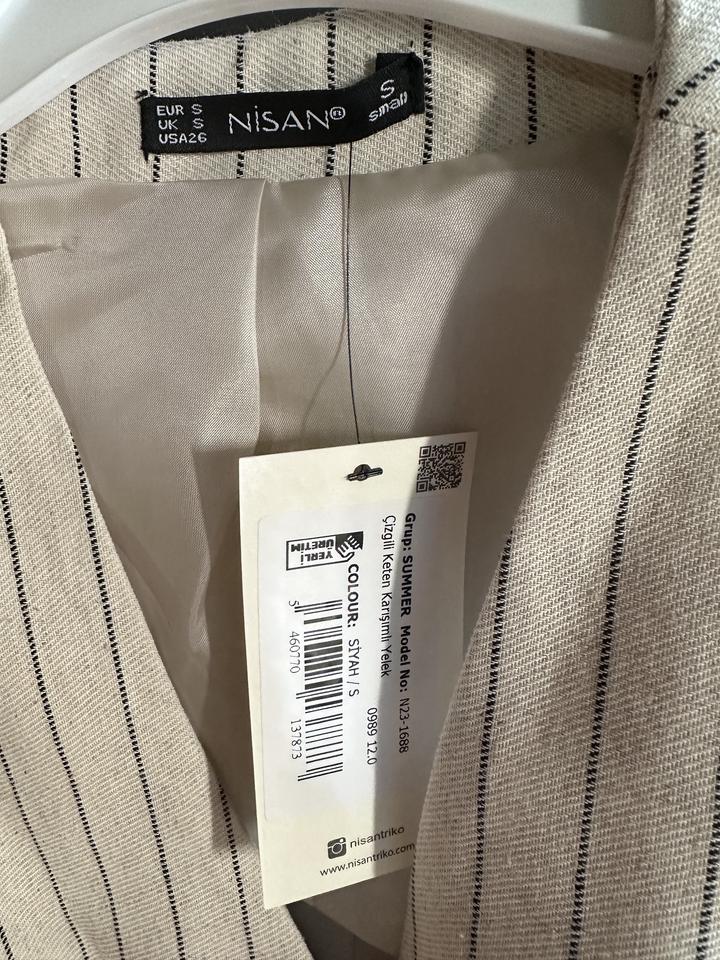 EUR S
UK S
USA26
NİSAN®
S
small
Grup: SUMMER Model No: N23-1688
Çizgili Keten Karışımlı Yelek
0989 12.0
COLOUR: SİYAH / S
YERLİ
ÜRETİM
5 460770 137873
nisantriko
www.nisantriko.com